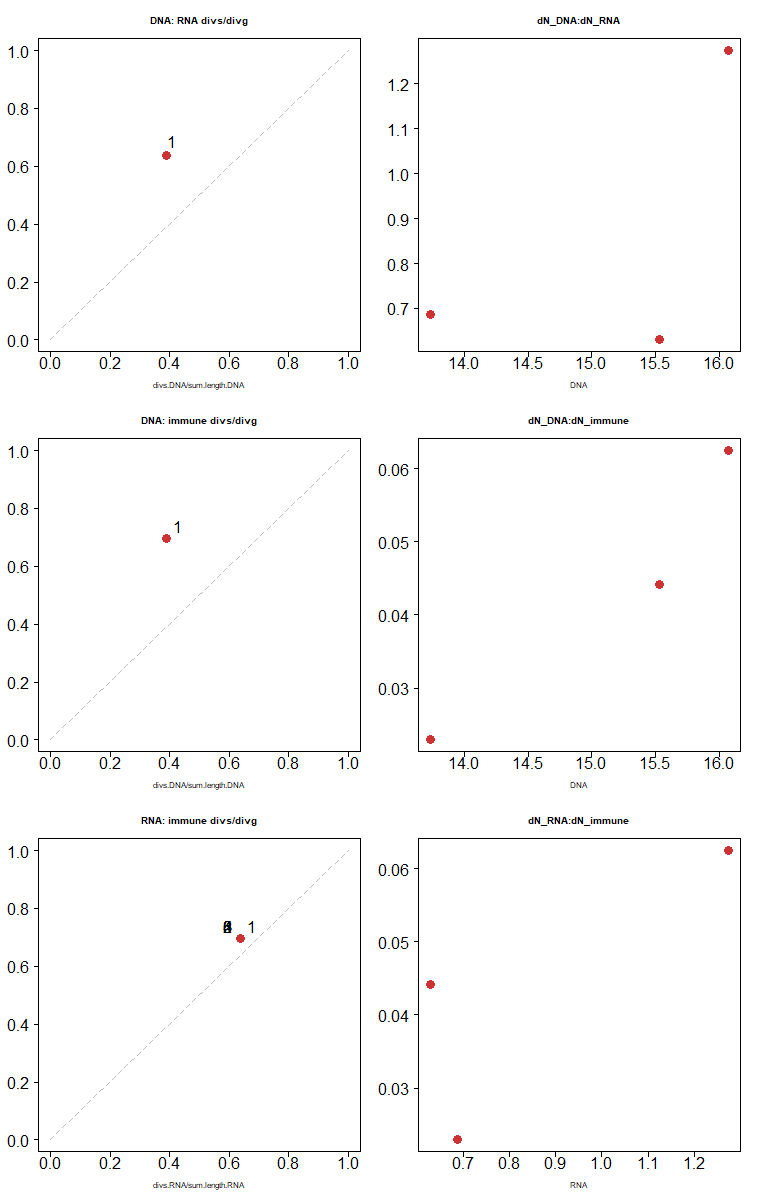 DNA: RNA divs/divg
1.0
0.8
0.6
0.4
0.2
0.0
1
0.0 0.2 0.4 0.6 0.8 1.0
divs.DNA/sum.length.DNA
dN_DNA:dN_RNA
1.2
1.1
1.0
0.9
0.8
0.7
14.0 14.5 15.0 15.5 16.0
DNA
DNA: immune divs/divg
1.0
0.8
0.6
0.4
0.2
0.0
1
0.0 0.2 0.4 0.6 0.8 1.0
divs.DNA/sum.length.DNA
dN_DNA:dN_immune
0.06
0.05
0.04
0.03
14.0 14.5 15.0 15.5 16.0
DNA
RNA: immune divs/divg
1.0
0.8
0.6
0.4
0.2
0.0
1
0.0 0.2 0.4 0.6 0.8 1.0
divs.RNA/sum.length.RNA
dN_RNA:dN_immune
0.06
0.05
0.04
0.03
0.7 0.8 0.9 1.0 1.1 1.2
RNA